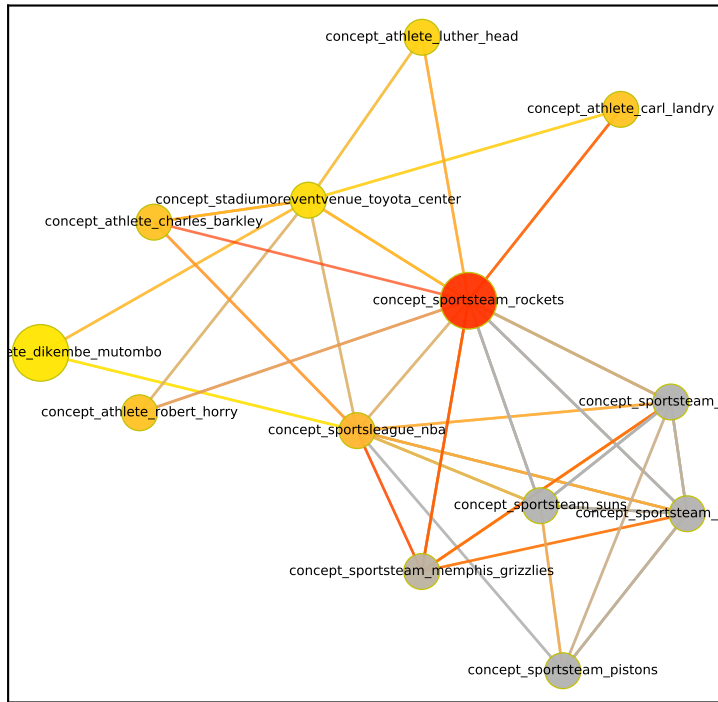 concept_athlete_luther_head
concept_athlete_carl_landry
concept_stadiumoreventvenue_toyota_center
concept_athlete_charles_barkley
concept_sportsteam_rockets
ete_dikembe_mutombo
concept_sportsteam_
concept_athlete_robert_horry
concept_sportsleague_nba
concept_sportsteam_suns
concept_sportsteam_
concept_sportsteam_memphis_grizzlies
concept_sportsteam_pistons